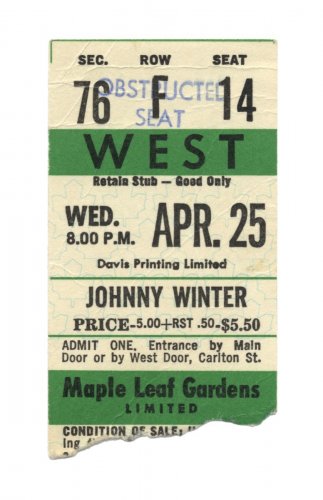 SEC. ROW SEAT
76 F 14
OBSTRUCTED
SEAT
WEST
Retain Stub — Good Only
WED. APR. 25
8.00 P.M.
Davis Printing Limited
JOHNNY WINTER
PRICE-5.00+RST .50-$5.50
ADMIT ONE. Entrance by Main
Door or by West Door, Carlton St.
Maple Leaf Gardens
LIMITED
CONDITION OF SALE;
ing